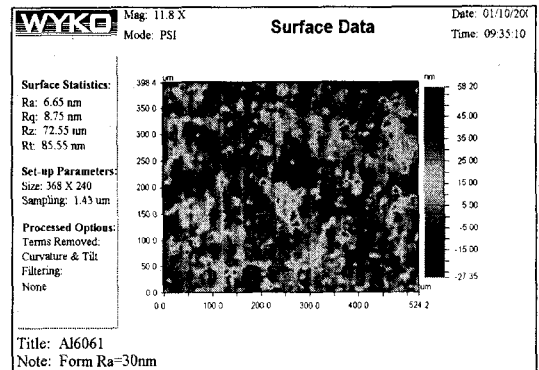 WYKO
Mag: 11.8 X
Mode: PSI
Surface Data
Date: 01/10/20
Time: 09:35:10
Surface Statistics:
Ra: 6.65 nm
Rq: 8.75 nm
Rz: 72.55 nm
Rt: 85.55 nm
Set-up Parameters:
Size: 368 X 240
Sampling: 1.43 um
Processed Options:
Terms Removed:
Curvature & Tilt
Filtering:
None
um
398.4
350.0
300.0
250.0
200.0
150.0
100.0
50.0
0.0
0.0 100.0 200.0 300.0 400.0 524.2
um
nm
58.20
45.00
35.00
25.00
15.00
5.00
-5.00
-15.00
-27.35
Title: Al6061
Note: Form Ra=30nm